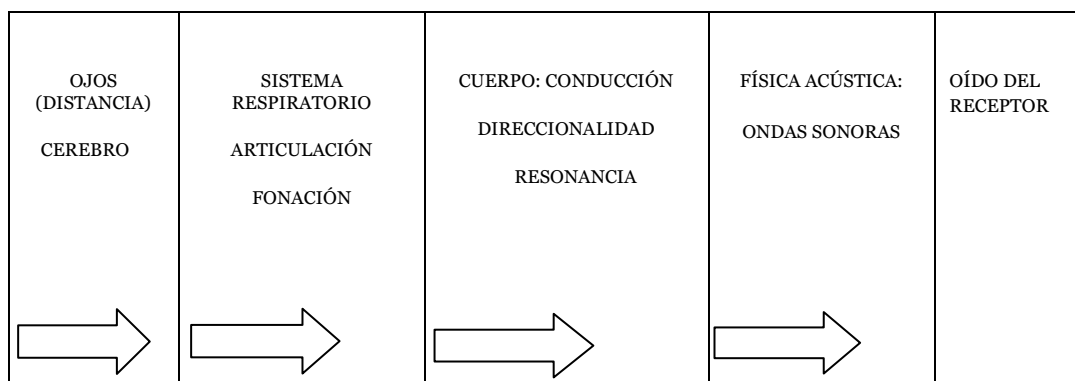 OJOS
(DISTANCIA)
CEREBRO
SISTEMA
RESPIRATORIO
ARTICULACIÓN
FONACIÓN
CUERPO: CONDUCCIÓN
DIRECCIONALIDAD
RESONANCIA
FÍSICA ACÚSTICA:
ONDAS SONORAS
OÍDO DEL
RECEPTOR